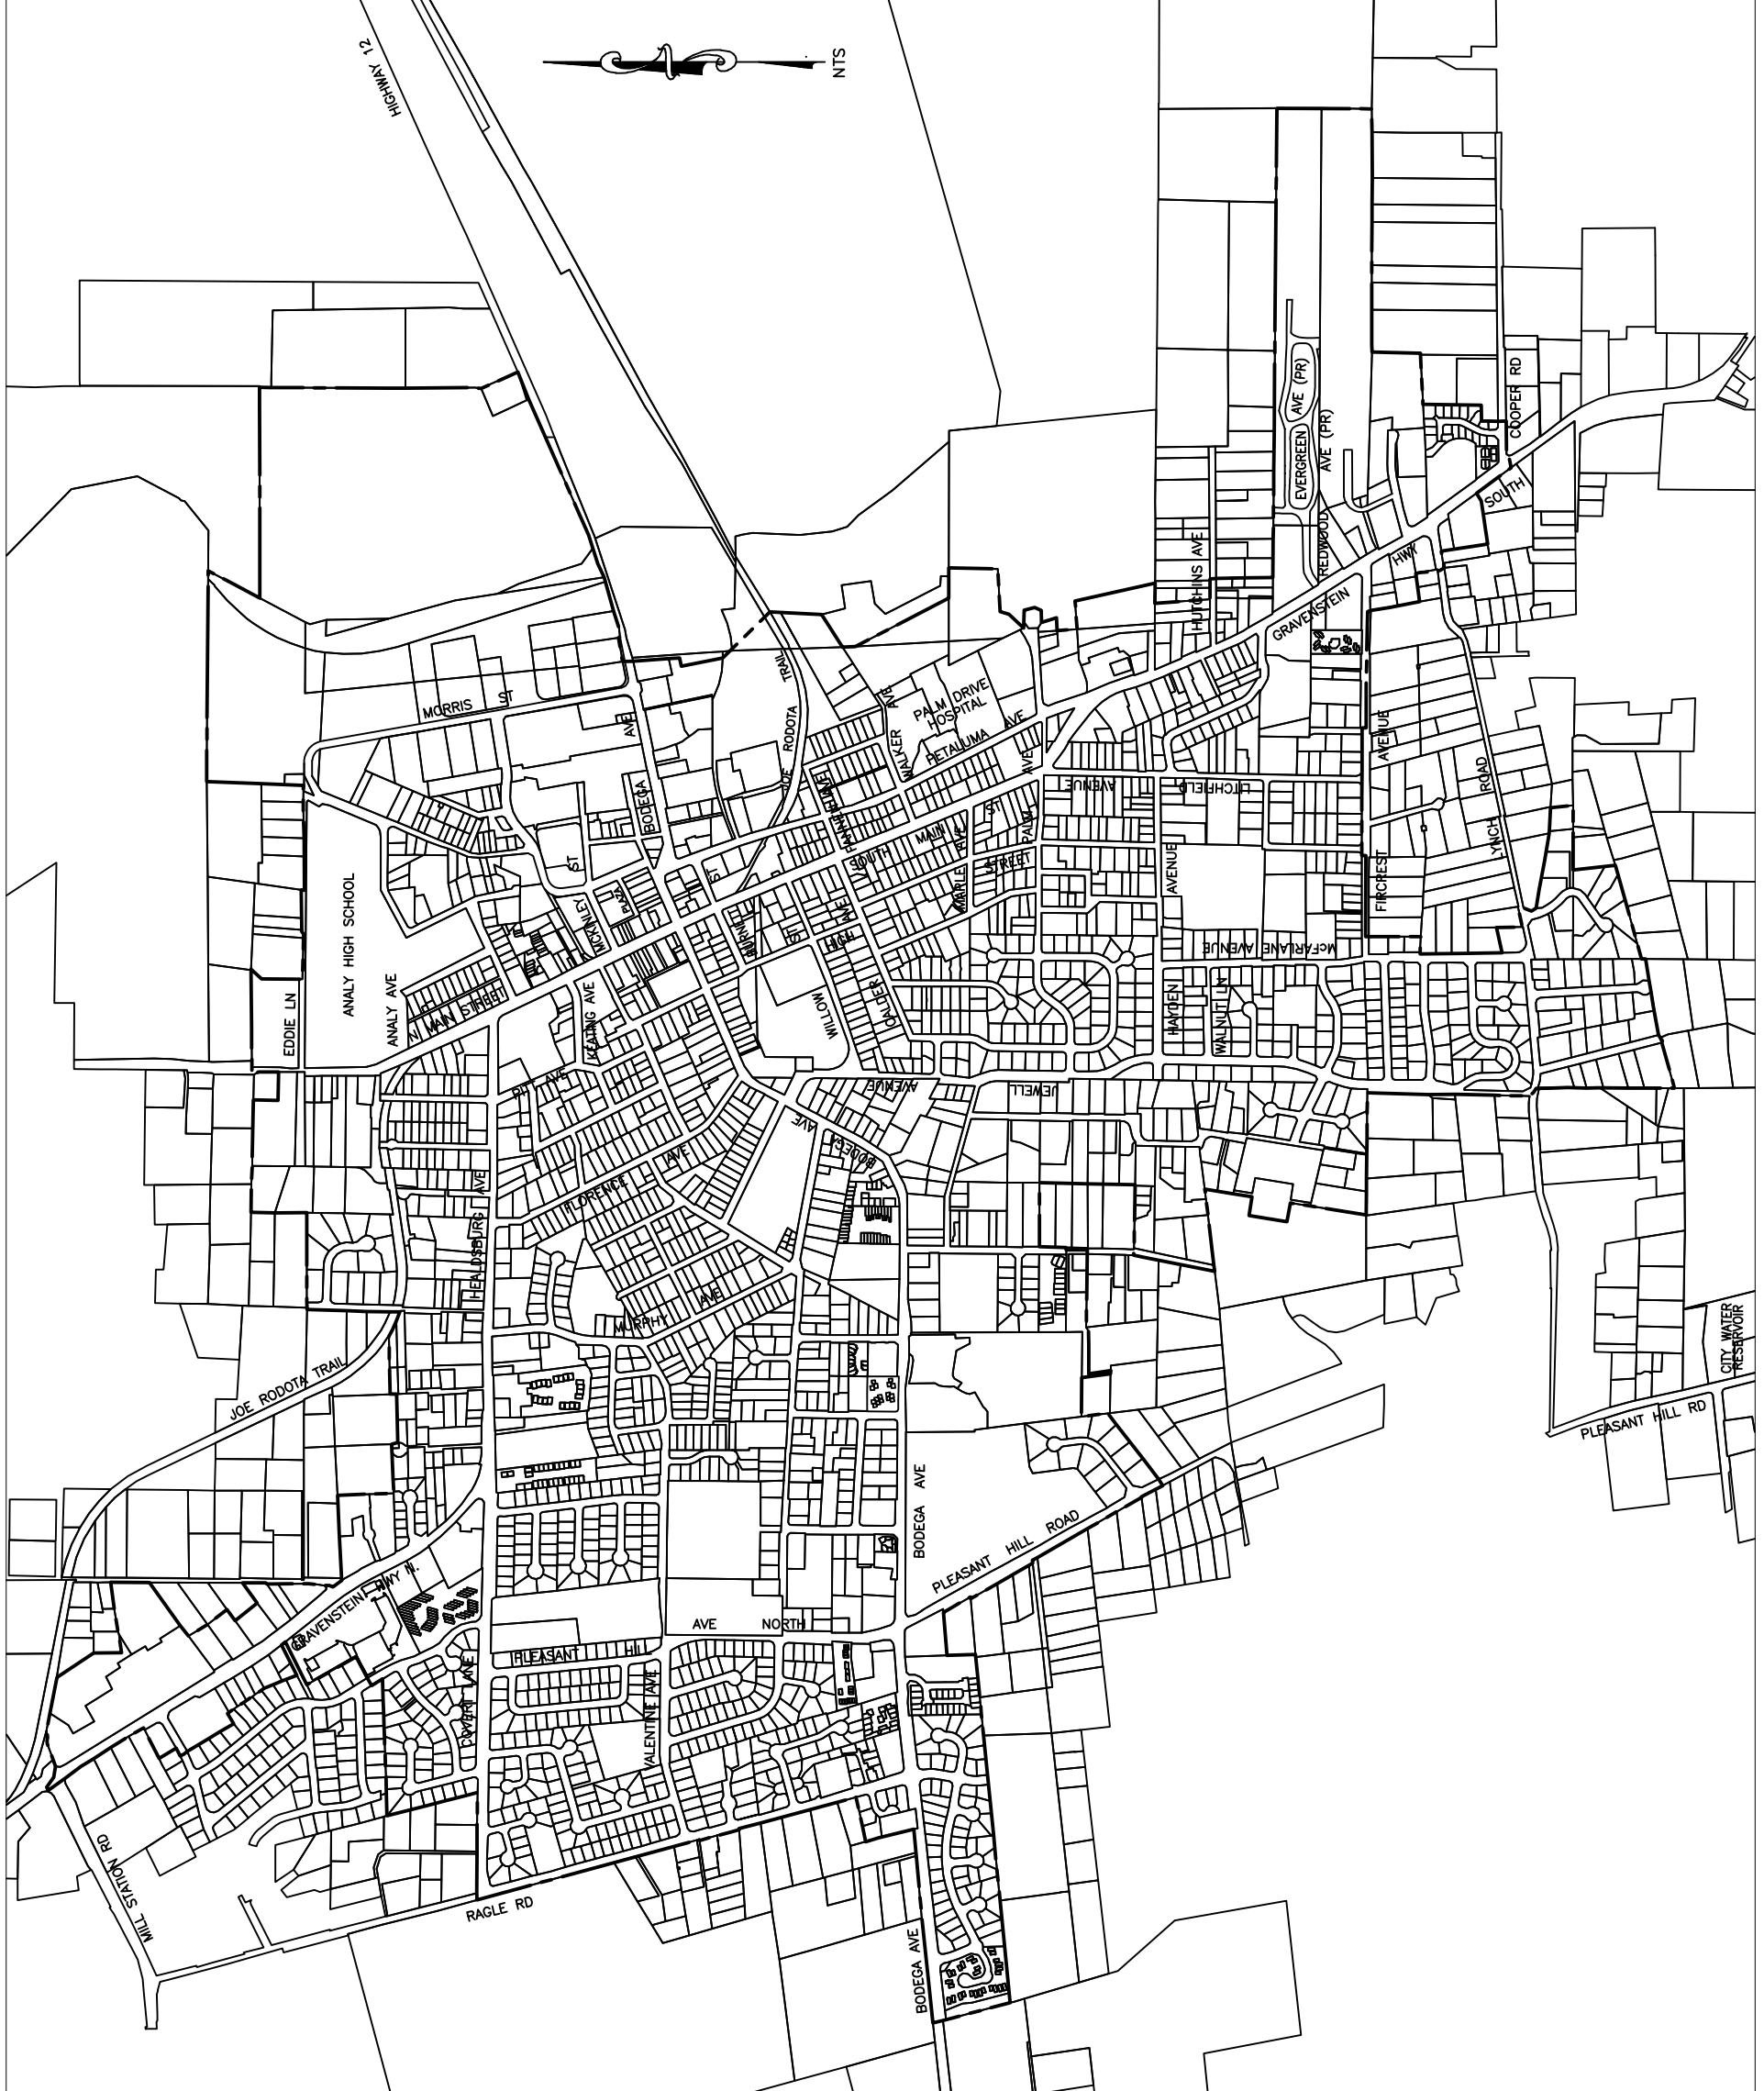 HIGHWAY 12
NTS
MORRIS ST
AVE
BODEGA
EDDIE LN
ANALY HIGH SCHOOL
ANALY AVE
N MAIN STREET
ST
MCKINLEY
PLAZA
KEATING AVE
PITT AVE
HEALDSBURG AVE
FLORENCE AVE
MURPHY AVE
JOE RODOTA TRAIL
JOE RODOTA TRAIL
BURNETT ST
ST
WILLOW
HIGH AVE
CALDER
AVENUE
JEWELL
BODEGA AVE
WALKER AVE
PALM DRIVE
HOSPITAL
PETALUMA AVE
SOUTH MAIN ST
PALM AVE
STREET
AVENUE
LITCHFIELD
HUTCHINS AVE
EVERGREEN AVE (PR)
REDWOOD AVE (PR)
COOPER RD
GRAVENSTEIN HWY SOUTH
FIRCREST AVENUE
LYNCH ROAD
HAYDEN AVENUE
McFARLANE AVENUE
WALNUT LN
CITY WATER
RESERVOIR
PLEASANT HILL RD
BODEGA AVE
PLEASANT HILL ROAD
GRAVENSTEIN HWY N.
COVERT LANE
PLEASANT HILL
AVE NORTH
VALENTINE AVE
MILL STATION RD
RAGLE RD
BODEGA AVE